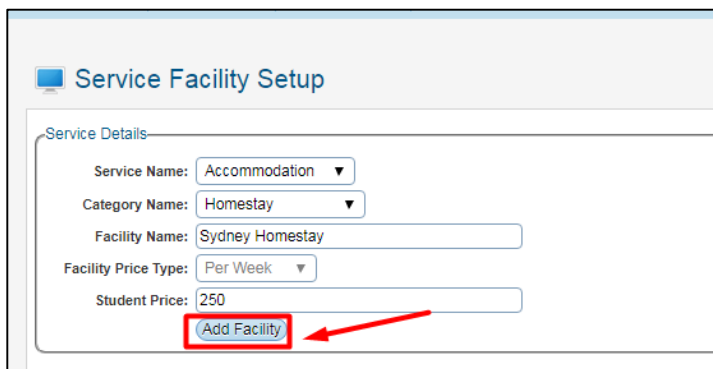 Service Facility Setup
Service Details
Service Name: Accommodation
Category Name: Homestay
Facility Name: Sydney Homestay
Facility Price Type: Per Week
Student Price: 250
Add Facility